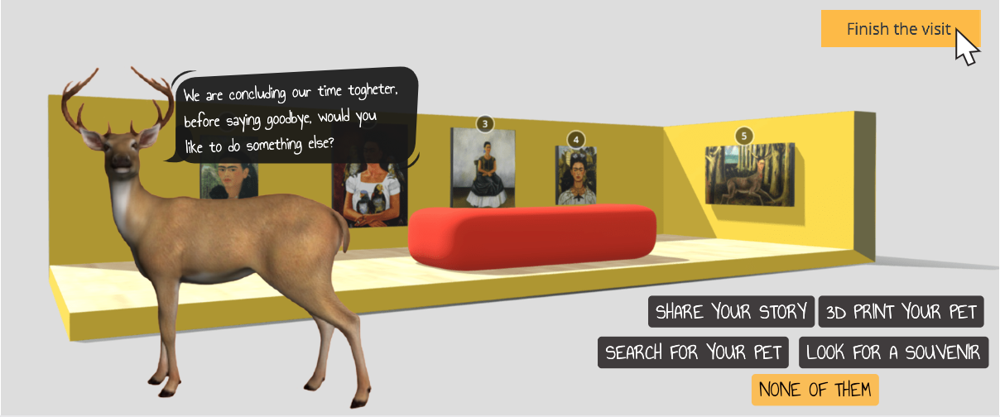 Finish the visit
We are concluding our time togheter,
before saying goodbye, would you
like to do something else?
3
4
5
SHARE YOUR STORY
3D PRINT YOUR PET
SEARCH FOR YOUR PET
LOOK FOR A SOUVENIR
NONE OF THEM